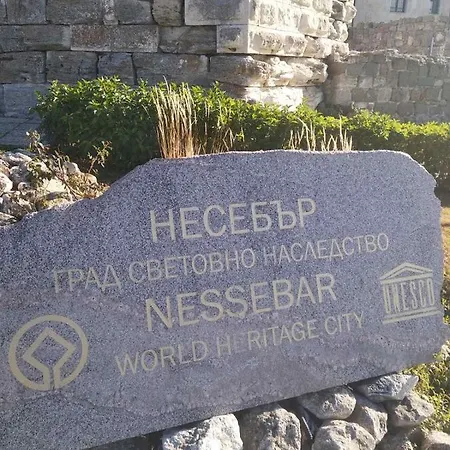 НЕСЕБЪР
ГРАД СВЕТОВНО НАСЛЕДСТВО
NESSEBAR
WORLD HERITAGE CITY
UNESCO